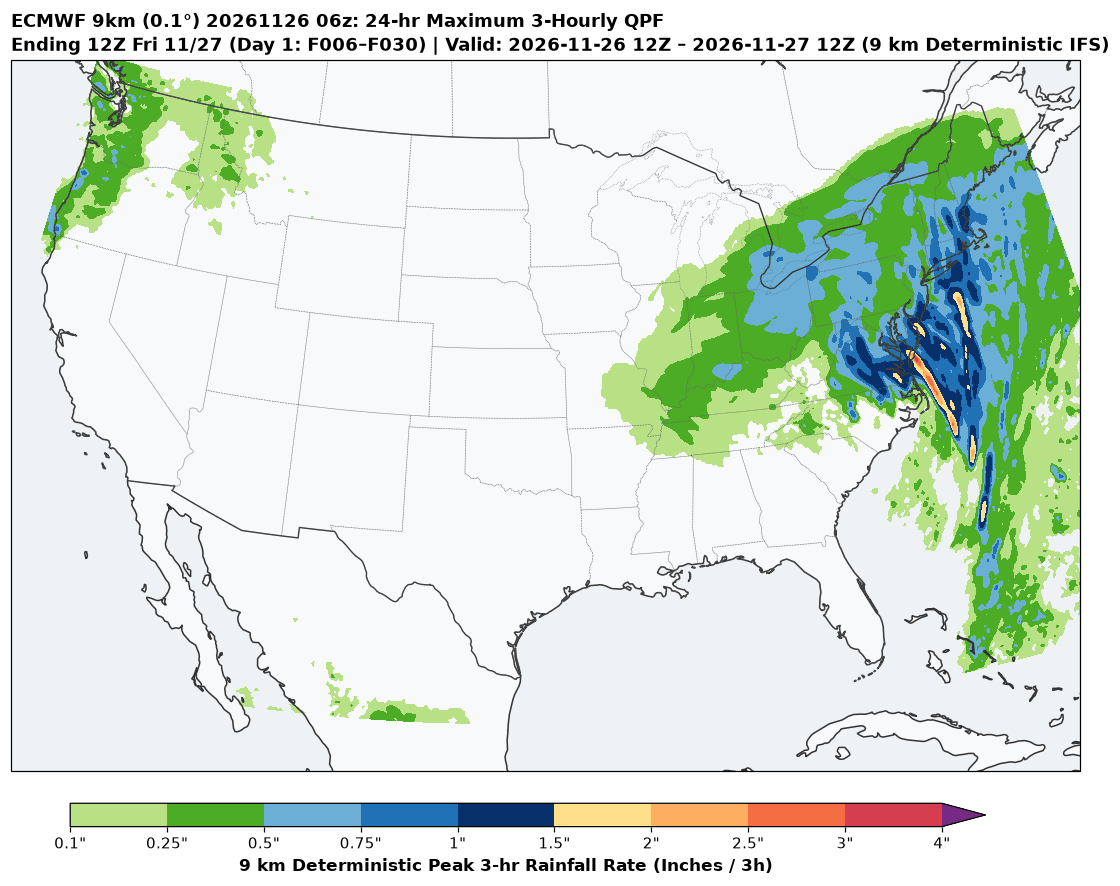 ECMWF 9km (0.1°) 20261126 06z: 24-hr Maximum 3-Hourly QPF
Ending 12Z Fri 11/27 (Day 1: F006–F030) | Valid: 2026-11-26 12Z – 2026-11-27 12Z (9 km Deterministic IFS)
0.1" 0.25" 0.5" 0.75" 1" 1.5" 2" 2.5" 3" 4"
9 km Deterministic Peak 3-hr Rainfall Rate (Inches / 3h)